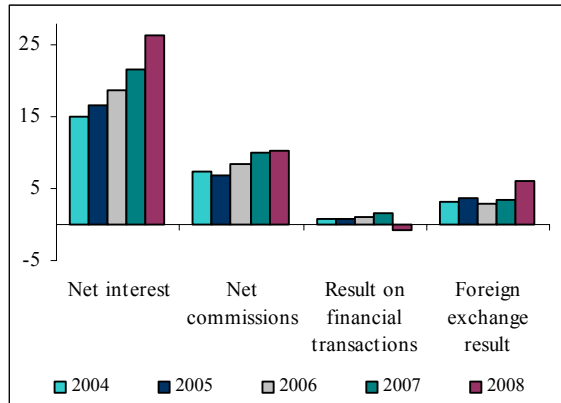 25
15
5
-5
Net interest
Net
commissions
Result on
financial
transactions
Foreign
exchange
result
2004 2005 2006 2007 2008